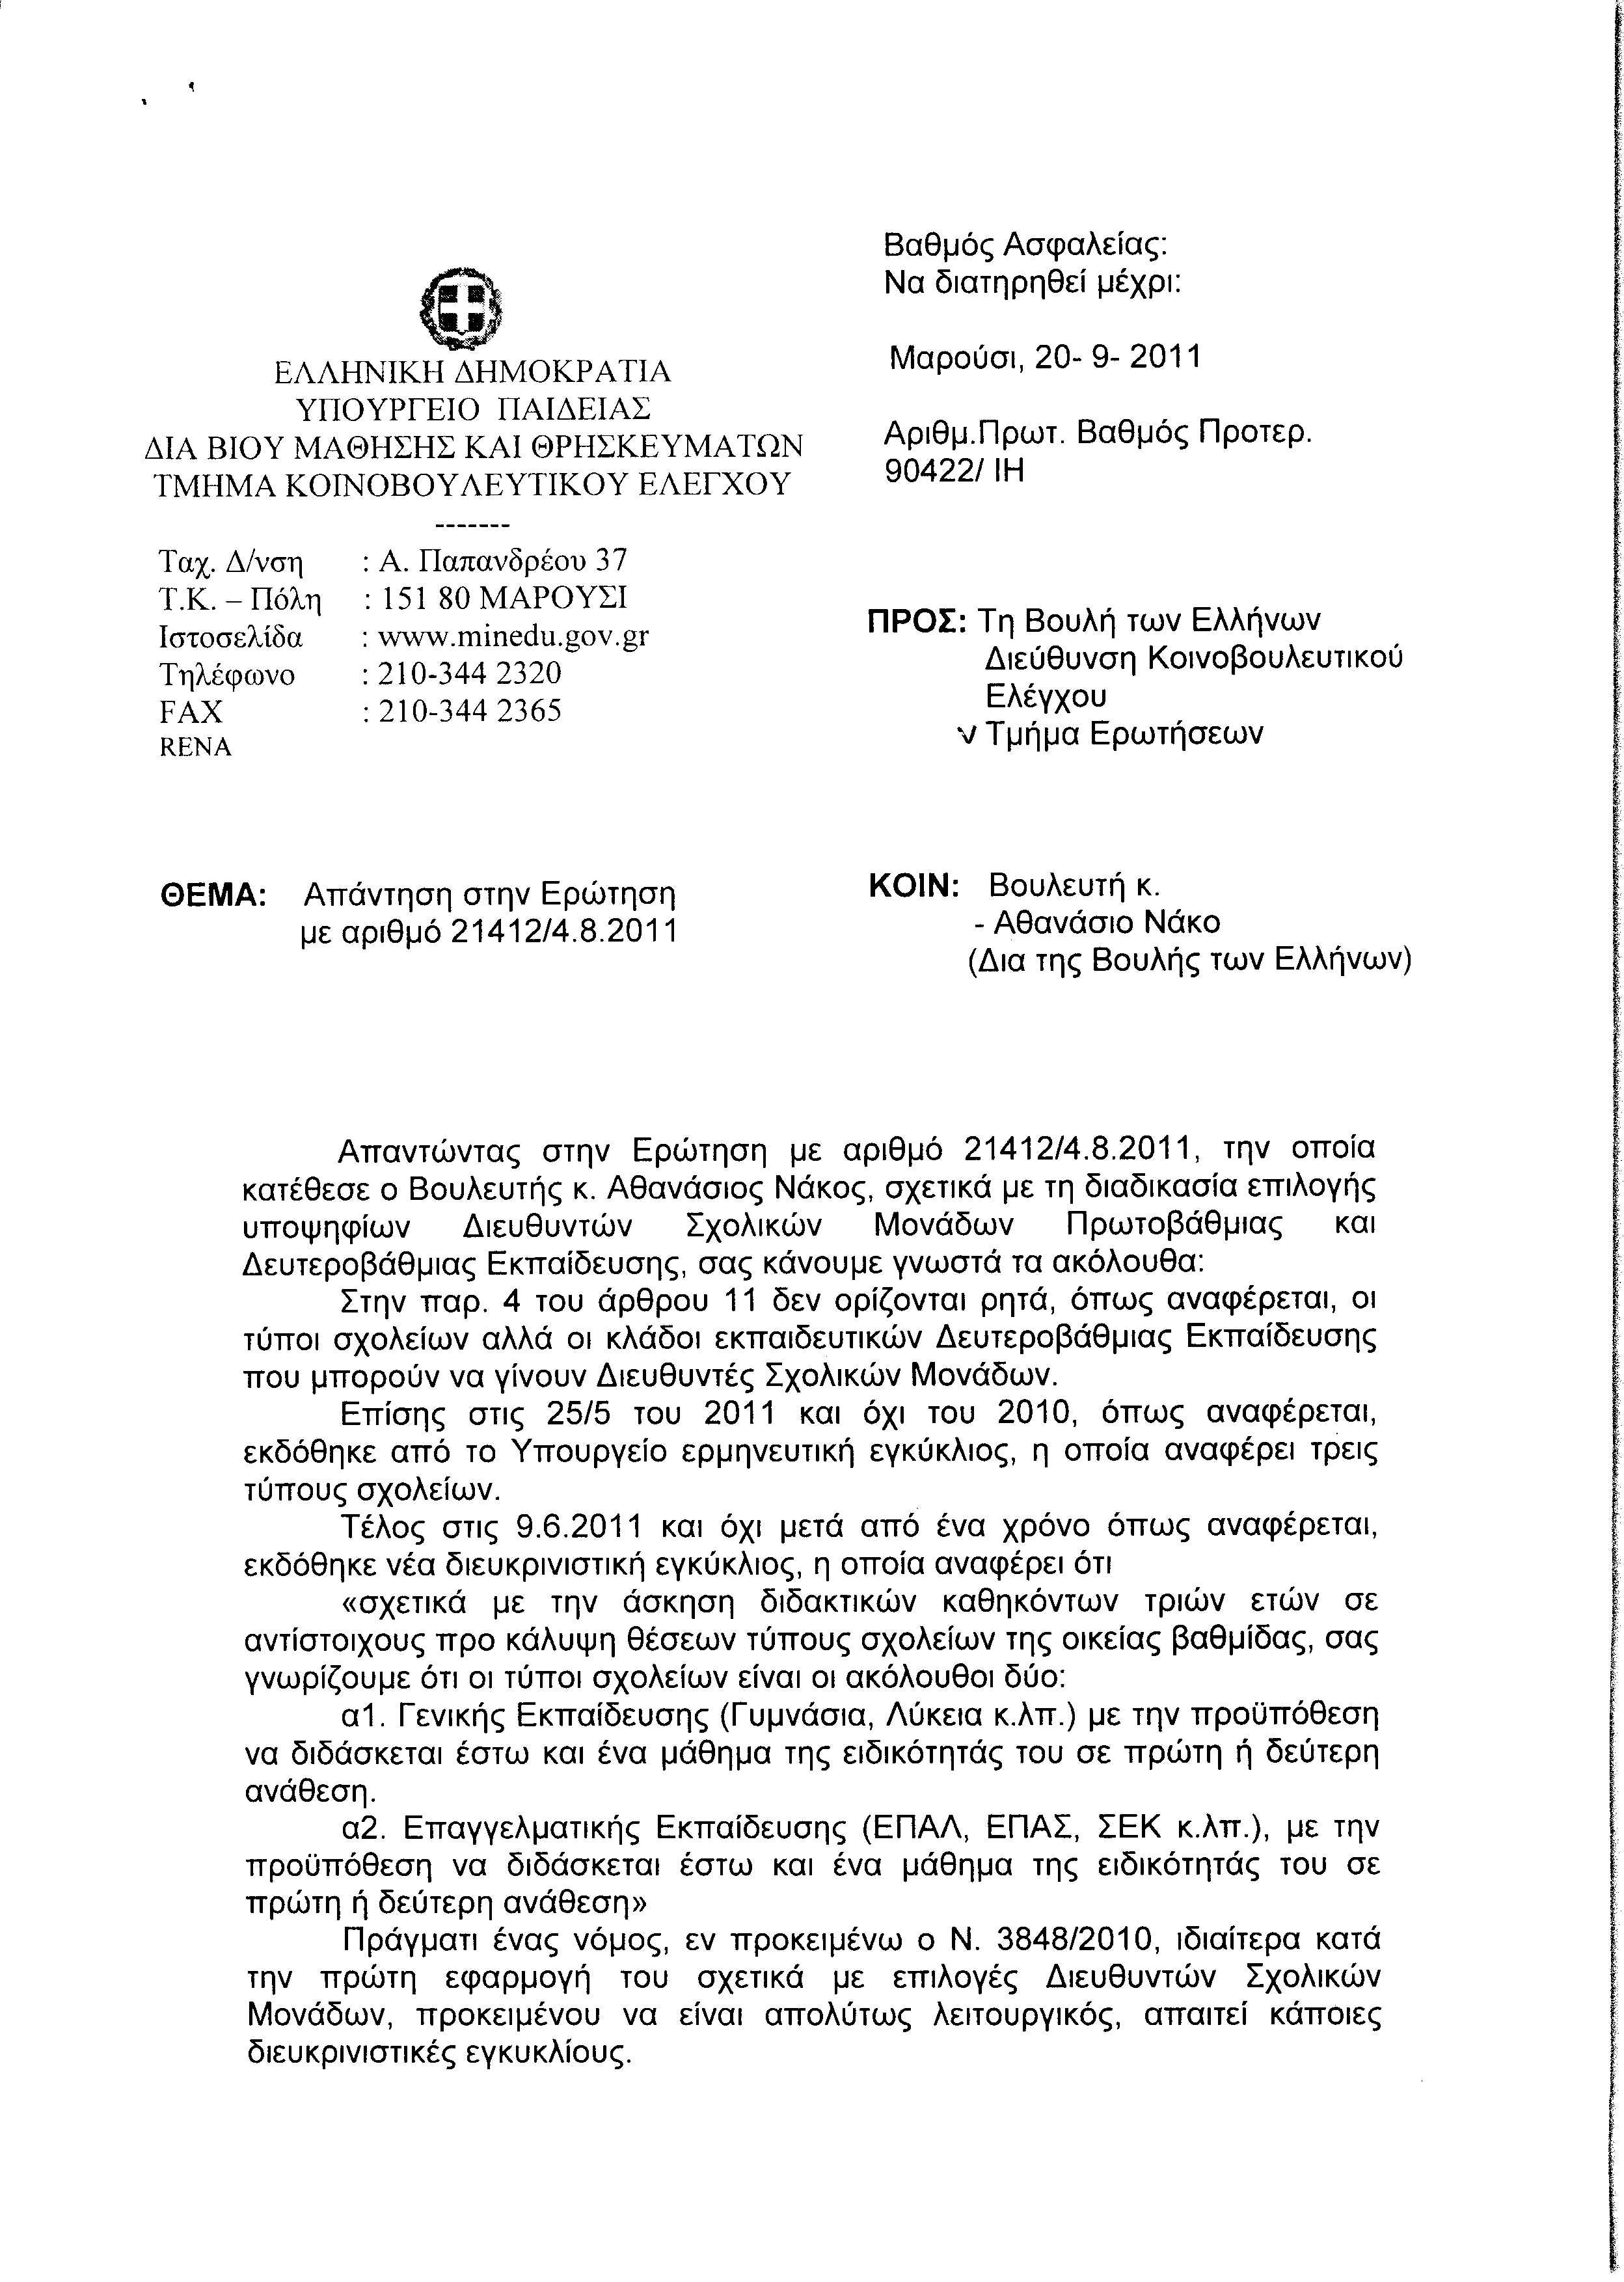 Βαθμός Ασφαλείας:
Να διατηρηθεί μέχρι:
Μαρούσι, 20- 9- 2011
Αριθμ.Πρωτ. Βαθμός Προτερ.
90422/ ΙΗ
ΕΛΛΗΝΙΚΗ ΔΗΜΟΚΡΑΤΙΑ
ΥΠΟΥΡΓΕΙΟ ΠΑΙΔΕΙΑΣ
ΔΙΑ ΒΙΟΥ ΜΑΘΗΣΗΣ ΚΑΙ ΘΡΗΣΚΕΥΜΑΤΩΝ
ΤΜΗΜΑ ΚΟΙΝΟΒΟΥΛΕΥΤΙΚΟΥ ΕΛΕΓΧΟΥ
-------
Ταχ. Δ/νση : Α. Παπανδρέου 37
Τ.Κ. – Πόλη : 151 80 ΜΑΡΟΥΣΙ
Ιστοσελίδα : www.minedu.gov.gr
Τηλέφωνο : 210-344 2320
FAX : 210-344 2365
RENA
ΠΡΟΣ: Τη Βουλή των Ελλήνων
Διεύθυνση Κοινοβουλευτικού
Ελέγχου
√ Τμήμα Ερωτήσεων
ΘΕΜΑ: Απάντηση στην Ερώτηση
με αριθμό 21412/4.8.2011
ΚΟΙΝ: Βουλευτή κ.
- Αθανάσιο Νάκο
(Δια της Βουλής των Ελλήνων)
Απαντώντας στην Ερώτηση με αριθμό 21412/4.8.2011, την οποία
κατέθεσε ο Βουλευτής κ. Αθανάσιος Νάκος, σχετικά με τη διαδικασία επιλογής
υποψηφίων Διευθυντών Σχολικών Μονάδων Πρωτοβάθμιας και
Δευτεροβάθμιας Εκπαίδευσης, σας κάνουμε γνωστά τα ακόλουθα:
Στην παρ. 4 του άρθρου 11 δεν ορίζονται ρητά, όπως αναφέρεται, οι
τύποι σχολείων αλλά οι κλάδοι εκπαιδευτικών Δευτεροβάθμιας Εκπαίδευσης
που μπορούν να γίνουν Διευθυντές Σχολικών Μονάδων.
Επίσης στις 25/5 του 2011 και όχι του 2010, όπως αναφέρεται,
εκδόθηκε από το Υπουργείο ερμηνευτική εγκύκλιος, η οποία αναφέρει τρεις
τύπους σχολείων.
Τέλος στις 9.6.2011 και όχι μετά από ένα χρόνο όπως αναφέρεται,
εκδόθηκε νέα διευκρινιστική εγκύκλιος, η οποία αναφέρει ότι
«σχετικά με την άσκηση διδακτικών καθηκόντων τριών ετών σε
αντίστοιχους προ κάλυψη θέσεων τύπους σχολείων της οικείας βαθμίδας, σας
γνωρίζουμε ότι οι τύποι σχολείων είναι οι ακόλουθοι δύο:
α1. Γενικής Εκπαίδευσης (Γυμνάσια, Λύκεια κ.λπ.) με την προϋπόθεση
να διδάσκεται έστω και ένα μάθημα της ειδικότητάς του σε πρώτη ή δεύτερη
ανάθεση.
α2. Επαγγελματικής Εκπαίδευσης (ΕΠΑΛ, ΕΠΑΣ, ΣΕΚ κ.λπ.), με την
προϋπόθεση να διδάσκεται έστω και ένα μάθημα της ειδικότητάς του σε
πρώτη ή δεύτερη ανάθεση»
Πράγματι ένας νόμος, εν προκειμένω ο Ν. 3848/2010, ιδιαίτερα κατά
την πρώτη εφαρμογή του σχετικά με επιλογές Διευθυντών Σχολικών
Μονάδων, προκειμένου να είναι απολύτως λειτουργικός, απαιτεί κάποιες
διευκρινιστικές εγκυκλίους.